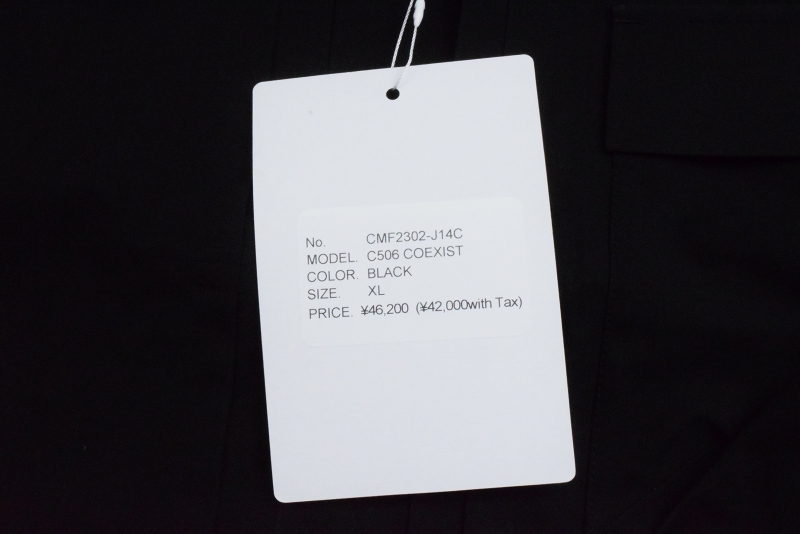 No. CMF2302-J14C
MODEL. C506 COEXIST
COLOR. BLACK
SIZE. XL
PRICE. ¥46,200 (¥42,000with Tax)